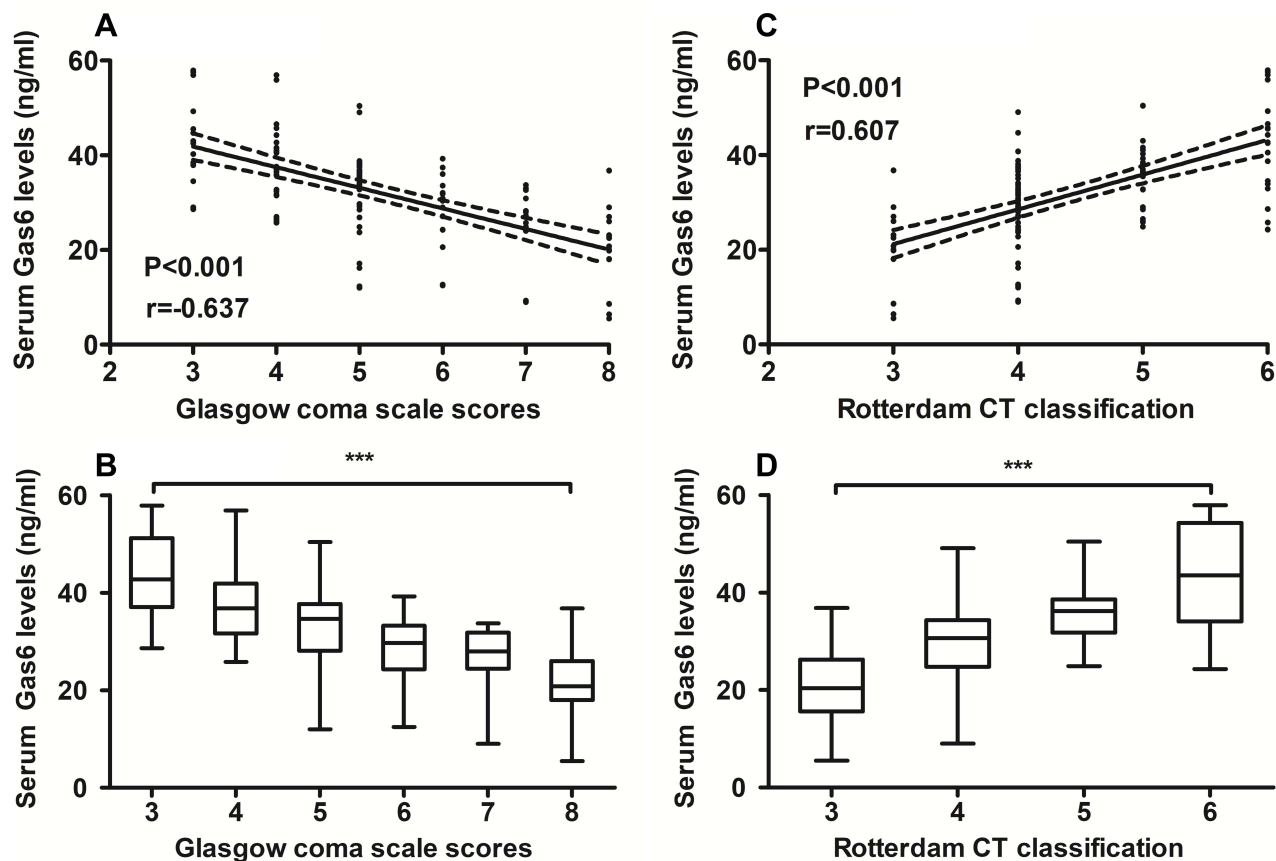 A
Serum Gas6 levels (ng/ml)
60
40
20
0
P<0.001
r=-0.637
2 3 4 5 6 7 8
Glasgow coma scale scores
C
Serum Gas6 levels (ng/ml)
60
40
20
0
P<0.001
r=0.607
2 3 4 5 6
Rotterdam CT classification
B
***
Serum Gas6 levels (ng/ml)
60
40
20
0
3 4 5 6 7 8
Glasgow coma scale scores
D
***
Serum Gas6 levels (ng/ml)
60
40
20
0
3 4 5 6
Rotterdam CT classification